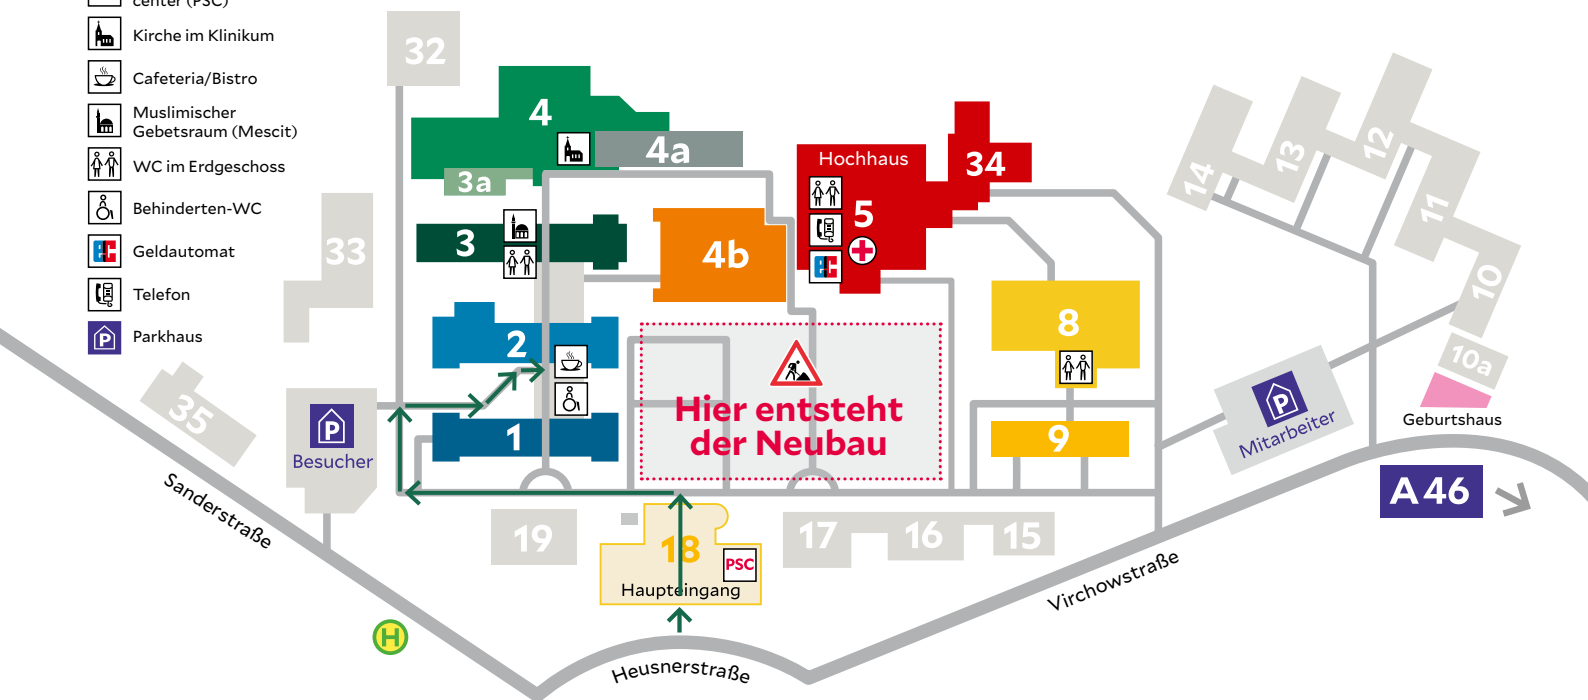 center (PSC)
Kirche im Klinikum
Cafeteria/Bistro
Muslimischer
Gebetsraum (Mescit)
WC im Erdgeschoss
Behinderten-WC
Geldautomat
Telefon
P
Parkhaus
32
33
35
P
Besucher
4
4a
3a
3
4b
2
1
Hochhaus
5
34
8
9
Hier entsteht
der Neubau
14
13
12
11
10
10a
Geburtshaus
P
Mitarbeiter
A 46
19
18
PSC
Haupteingang
17
16
15
Sanderstraße
H
Heusnerstraße
Virchowstraße